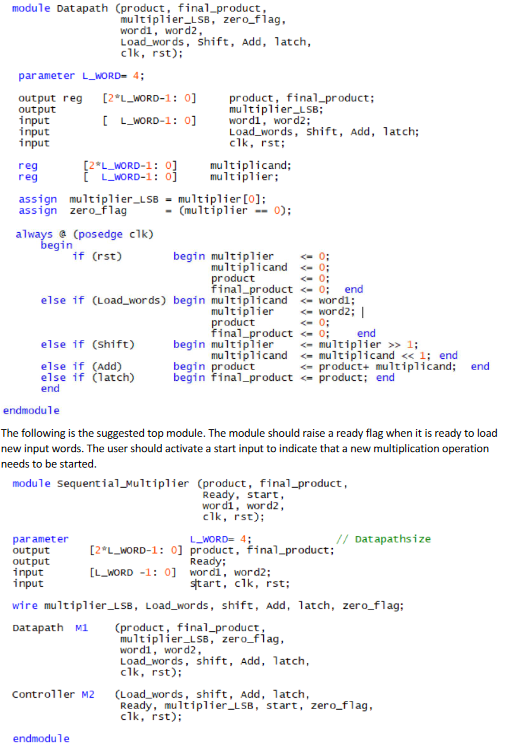 module Datapath (product, final_product,
multiplier_LSB, zero_flag,
word1, word2,
Load_words, Shift, Add, latch,
clk, rst);
parameter L_WORD= 4;
output reg [2*L_WORD-1: 0] product, final_product;
output multiplier_LSB;
input [ L_WORD-1: 0] word1, word2;
input Load_words, Shift, Add, latch;
input clk, rst;
reg [2*L_WORD-1: 0] multiplicand;
reg [ L_WORD-1: 0] multiplier;
assign multiplier_LSB = multiplier[0];
assign zero_flag = (multiplier == 0);
always @ (posedge clk)
begin
if (rst) begin multiplier <= 0;
multiplicand <= 0;
product <= 0;
final_product <= 0; end
else if (Load_words) begin multiplicand <= word1;
multiplier <= word2; |
product <= 0;
final_product <= 0; end
else if (Shift) begin multiplier <= multiplier >> 1;
multiplicand <= multiplicand << 1; end
else if (Add) begin product <= product+ multiplicand; end
else if (latch) begin final_product <= product; end
end
endmodule
The following is the suggested top module. The module should raise a ready flag when it is ready to load
new input words. The user should activate a start input to indicate that a new multiplication operation
needs to be started.
module Sequential_Multiplier (product, final_product,
Ready, start,
word1, word2,
clk, rst);
parameter L_WORD= 4; // Datapathsize
output [2*L_WORD-1: 0] product, final_product;
output Ready;
input [L_WORD -1: 0] word1, word2;
input start, clk, rst;
wire multiplier_LSB, Load_words, shift, Add, latch, zero_flag;
Datapath M1 (product, final_product,
multiplier_LSB, zero_flag,
word1, word2,
Load_words, shift, Add, latch,
clk, rst);
Controller M2 (Load_words, shift, Add, latch,
Ready, multiplier_LSB, start, zero_flag,
clk, rst);
endmodule